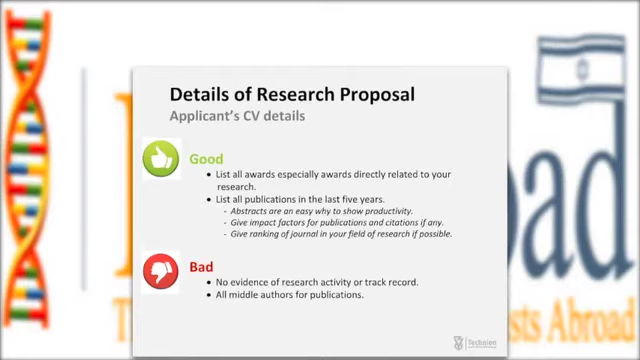 Details of Research Proposal
Applicant's CV details
Good
• List all awards especially awards directly related to your
research.
• List all publications in the last five years.
- Abstracts are an easy why to show productivity.
- Give impact factors for publications and citations if any.
- Give ranking of journal in your field of research if possible.
Bad
• No evidence of research activity or track record.
• All middle authors for publications.
Technion
ad
sts Abroad